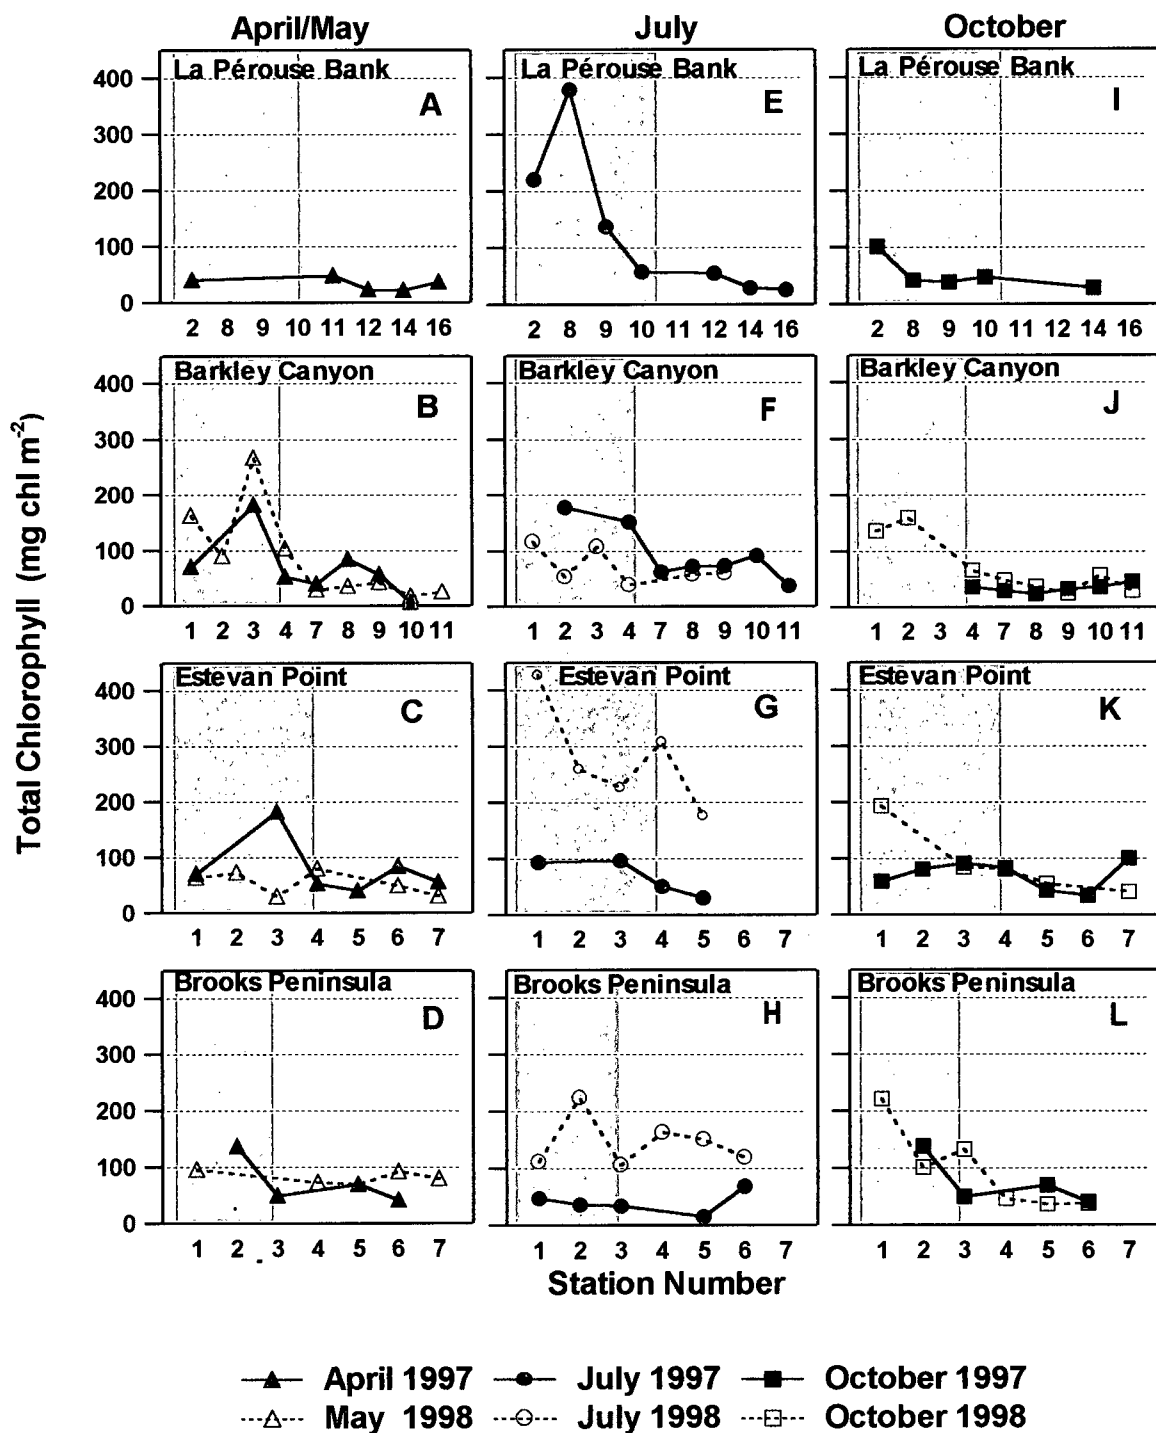 April/May July October
Total Chlorophyll (mg chl m-2)
La Pérouse Bank La Pérouse Bank La Pérouse Bank
A E I
400
300
200
100
0
2 8 9 10 11 12 14 16 2 8 9 10 11 12 14 16 2 8 9 10 11 12 14 16
Barkley Canyon Barkley Canyon Barkley Canyon
B F J
400
300
200
100
0
1 2 3 4 7 8 9 10 11 1 2 3 4 7 8 9 10 11 1 2 3 4 7 8 9 10 11
Estevan Point Estevan Point Estevan Point
C G K
400
300
200
100
0
1 2 3 4 5 6 7 1 2 3 4 5 6 7 1 2 3 4 5 6 7
Brooks Peninsula Brooks Peninsula Brooks Peninsula
D H L
400
300
200
100
0
1 2 3 4 5 6 7 1 2 3 4 5 6 7 1 2 3 4 5 6 7
Station Number
April 1997 July 1997 October 1997
May 1998 July 1998 October 1998